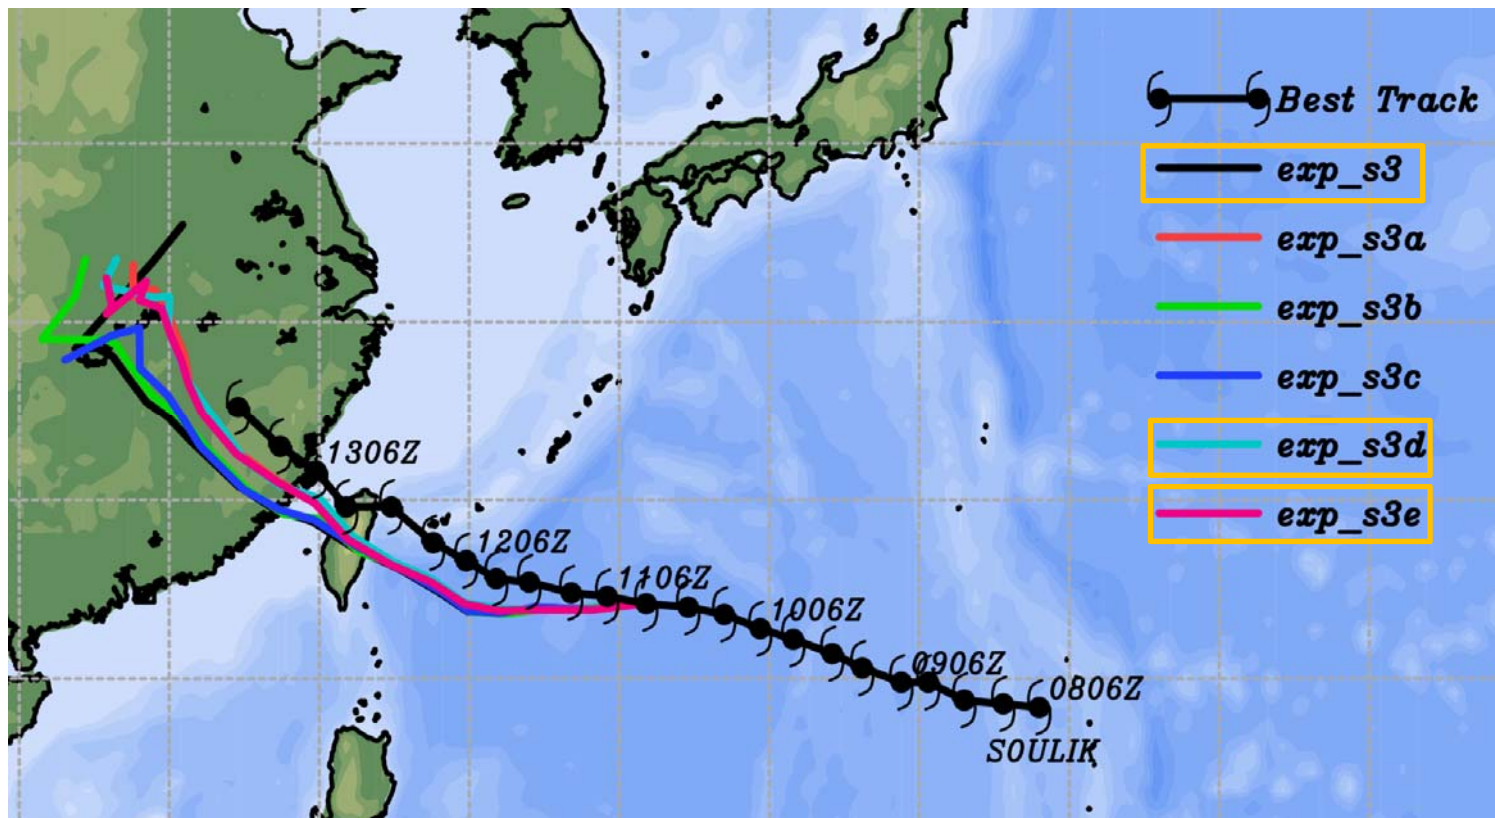 Best Track
exp_s3
exp_s3a
exp_s3b
exp_s3c
exp_s3d
exp_s3e
1306Z
1206Z
1106Z
1006Z
0906Z
0806Z
SOULIK